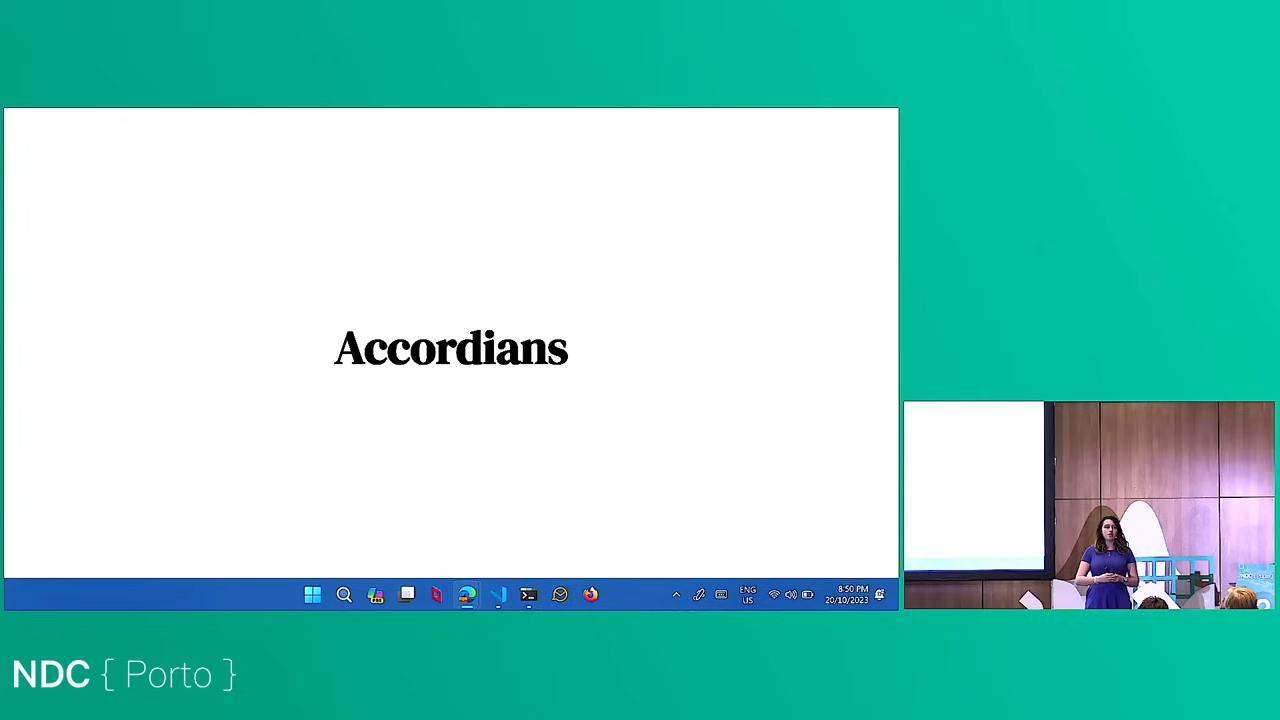 Accordians
ENG
US
8:50 PM
20/10/2023
NDC { Porto }